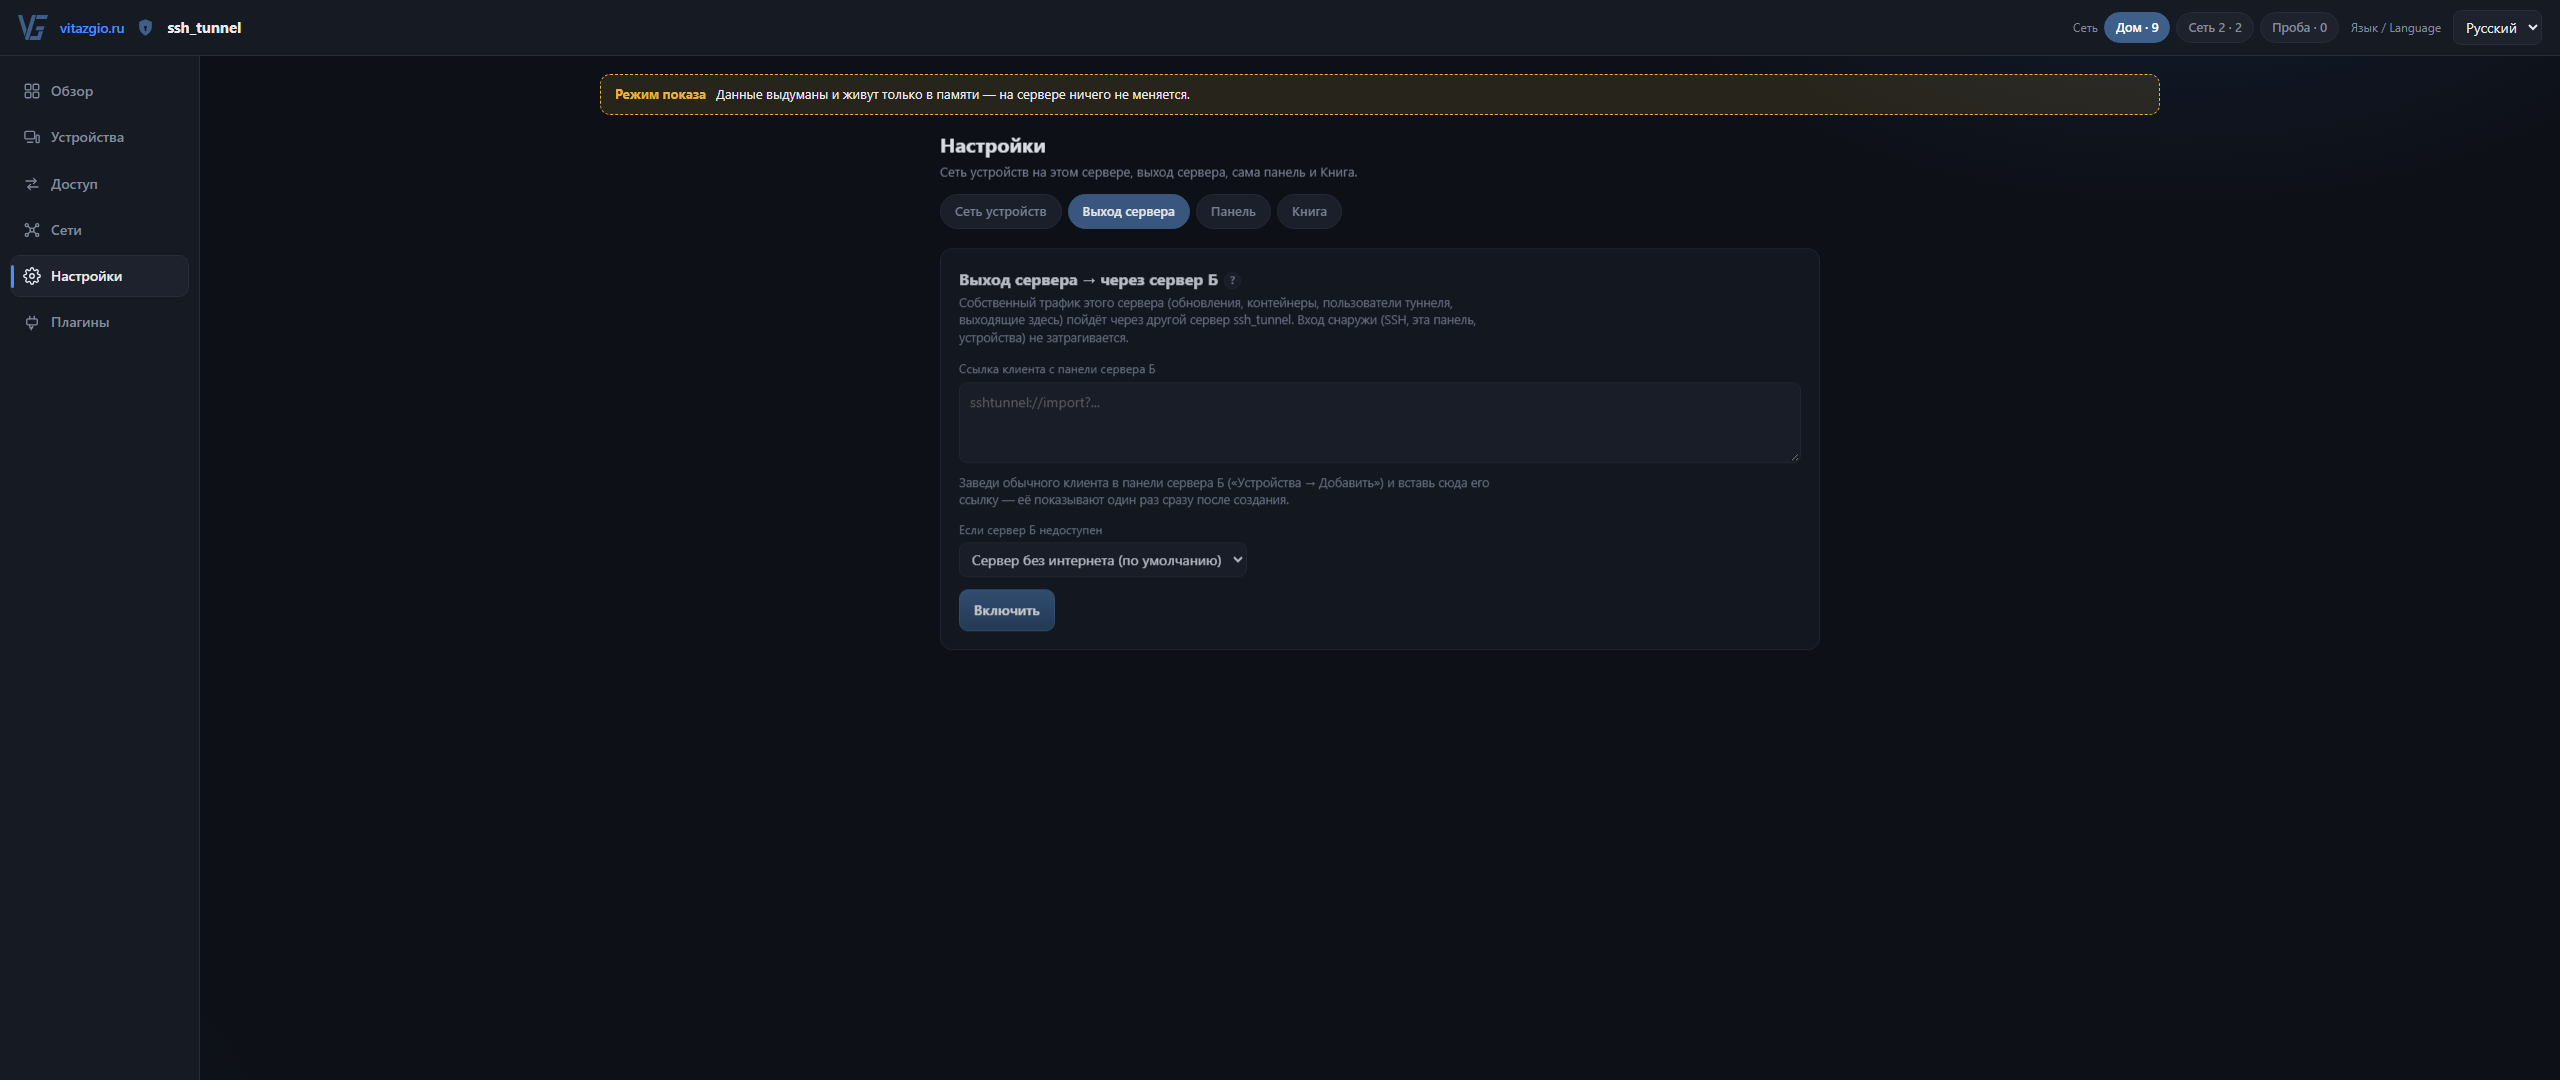 vitazgio.ru ssh_tunnel
Сеть Дом · 9 Сеть 2 · 2 Проба · 0 Язык / Language Русский
Обзор
Устройства
Доступ
Сети
Настройки
Плагины
Режим показа Данные выдуманы и живут только в памяти — на сервере ничего не меняется.
Настройки
Сеть устройств на этом сервере, выход сервера, сама панель и Книга.
Сеть устройств Выход сервера Панель Книга
Выход сервера → через сервер Б ?
Собственный трафик этого сервера (обновления, контейнеры, пользователи туннеля,
выходящие здесь) пойдёт через другой сервер ssh_tunnel. Вход снаружи (SSH, эта панель,
устройства) не затрагивается.
Ссылка клиента с панели сервера Б
sshtunnel://import?...
Заведи обычного клиента в панели сервера Б («Устройства → Добавить») и вставь сюда его
ссылку — её показывают один раз сразу после создания.
Если сервер Б недоступен
Сервер без интернета (по умолчанию)
Включить